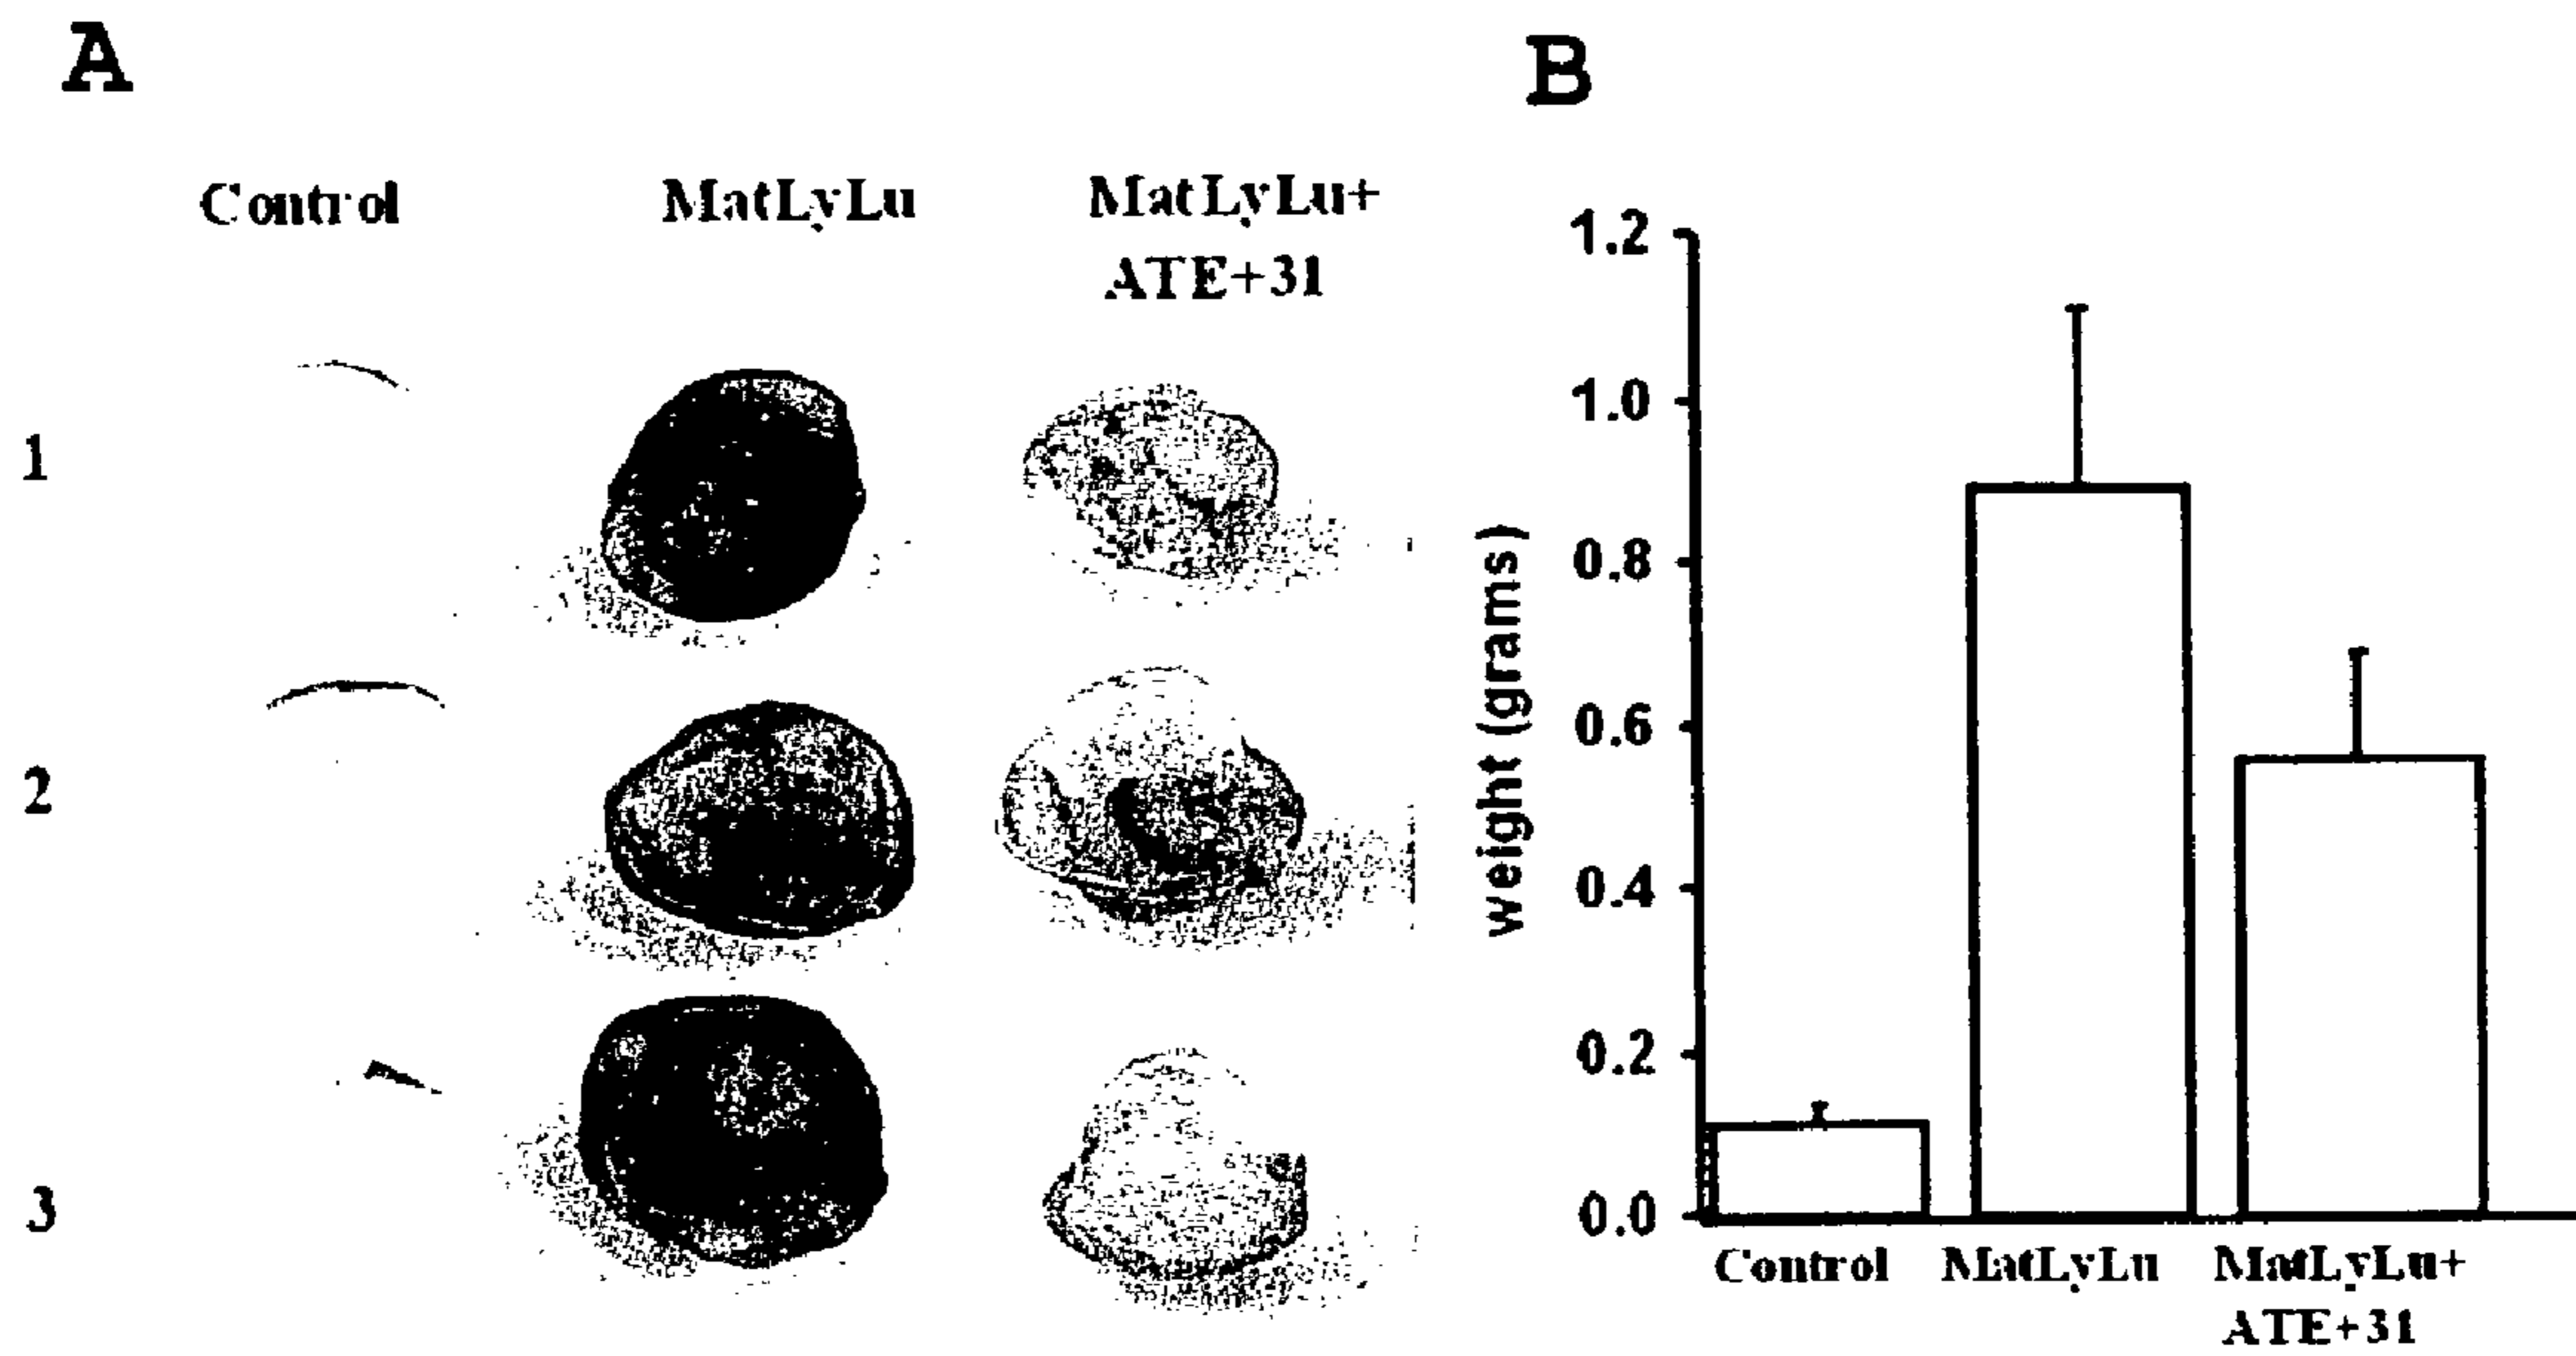 A
Control
MatLyLu
MatLyLu+
ATE+31
1
2
3
B
weight (grams)
1.2
1.0
0.8
0.6
0.4
0.2
0.0
Control
MatLyLu
MatLyLu+
ATE+31